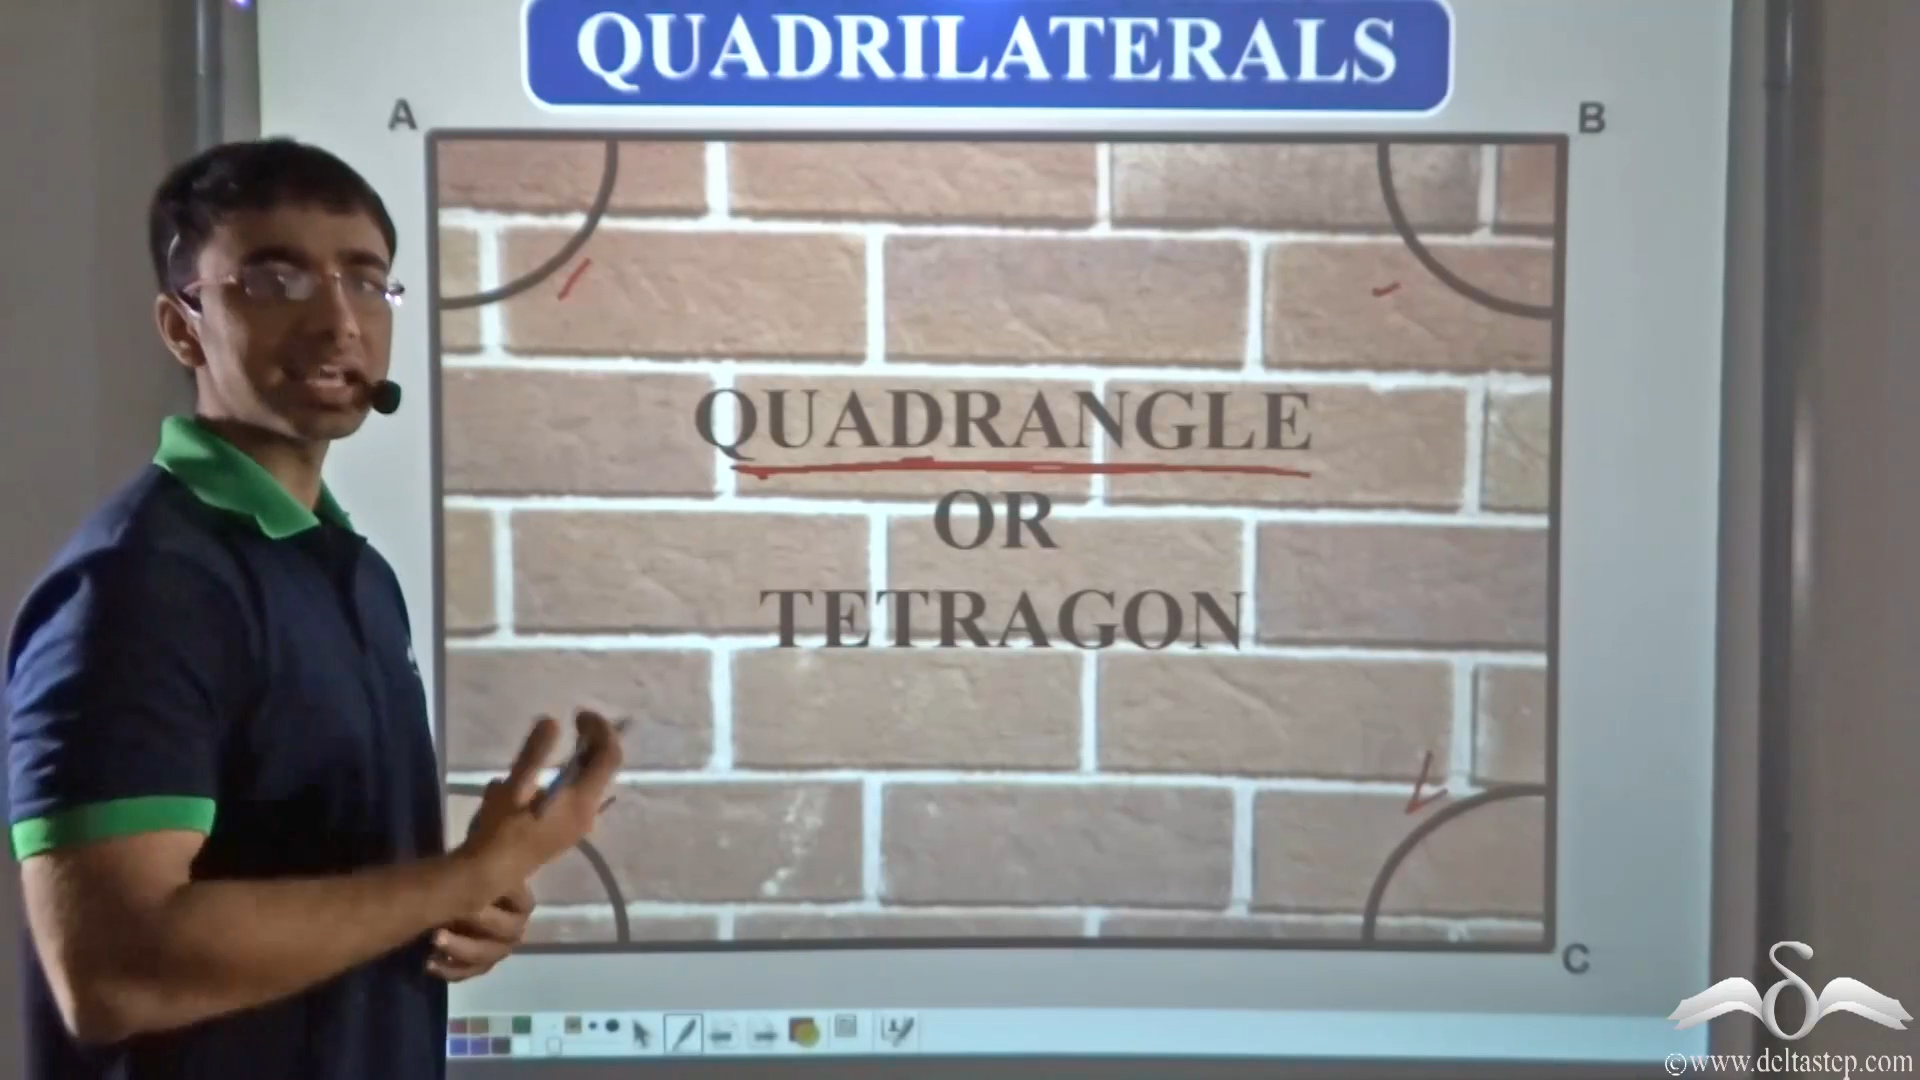 QUADRILATERALS
A
B
QUADRANGLE
OR
TETRAGON
C
©www.deltastep.com